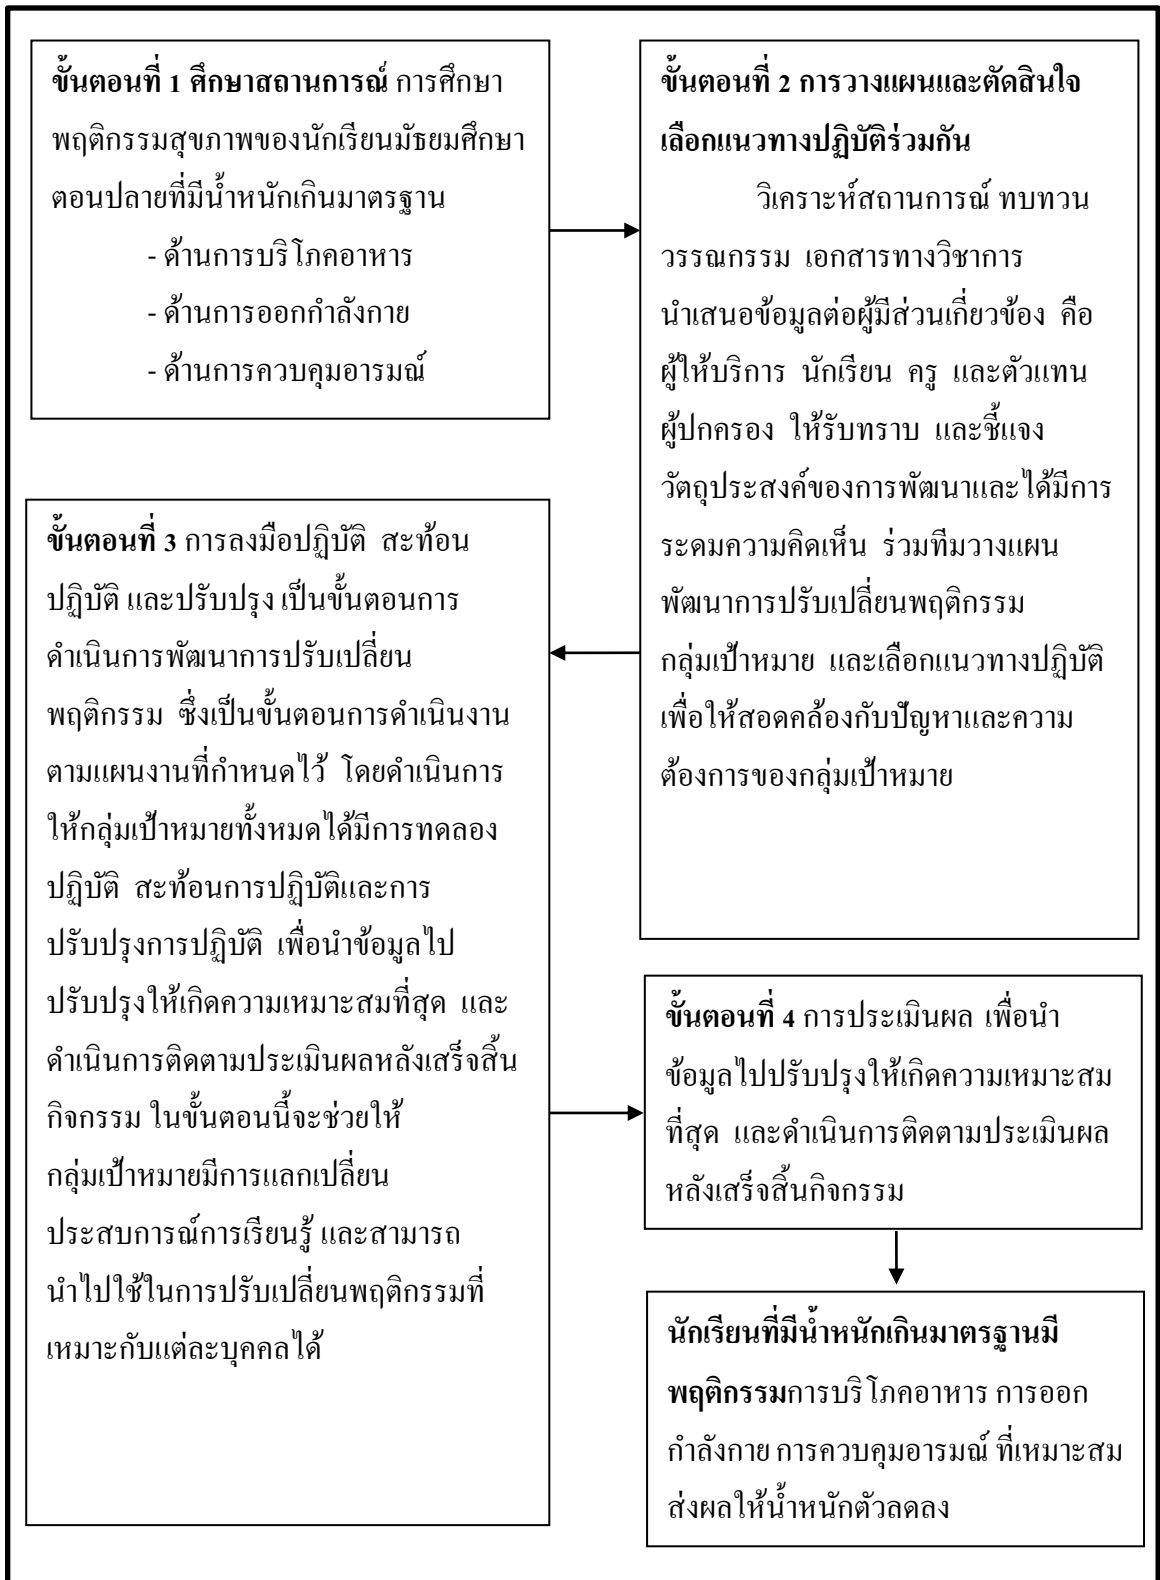 ขั้นตอนที่ 1 ศึกษาสถานการณ์ การศึกษา
พฤติกรรมสุขภาพของนักเรียนมัธยมศึกษา
ตอนปลายที่มีน้ำหนักเกินมาตรฐาน
- ด้านการบริโภคอาหาร
- ด้านการออกกำลังกาย
- ด้านการควบคุมอารมณ์
ขั้นตอนที่ 2 การวางแผนและตัดสินใจ
เลือกแนวทางปฏิบัติร่วมกัน
วิเคราะห์สถานการณ์ ทบทวน
วรรณกรรม เอกสารทางวิชาการ
นำเสนอข้อมูลต่อผู้มีส่วนเกี่ยวข้อง คือ
ผู้ให้บริการ นักเรียน ครู และตัวแทน
ผู้ปกครอง ให้รับทราบ และชี้แจง
วัตถุประสงค์ของการพัฒนาและได้มีการ
ระดมความคิดเห็น ร่วมทีมวางแผน
พัฒนาการปรับเปลี่ยนพฤติกรรม
กลุ่มเป้าหมาย และเลือกแนวทางปฏิบัติ
เพื่อให้สอดคล้องกับปัญหาและความ
ต้องการของกลุ่มเป้าหมาย
ขั้นตอนที่ 3 การลงมือปฏิบัติ สะท้อน
ปฏิบัติ และปรับปรุง เป็นขั้นตอนการ
ดำเนินการพัฒนาการปรับเปลี่ยน
พฤติกรรม ซึ่งเป็นขั้นตอนการดำเนินงาน
ตามแผนงานที่กำหนดไว้ โดยดำเนินการ
ให้กลุ่มเป้าหมายทั้งหมดได้มีการทดลอง
ปฏิบัติ สะท้อนการปฏิบัติและการ
ปรับปรุงการปฏิบัติ เพื่อนำข้อมูลไป
ปรับปรุงให้เกิดความเหมาะสมที่สุด และ
ดำเนินการติดตามประเมินผลหลังเสร็จสิ้น
กิจกรรม ในขั้นตอนนี้จะช่วยให้
กลุ่มเป้าหมายมีการแลกเปลี่ยน
ประสบการณ์การเรียนรู้ และสามารถ
นำไปใช้ในการปรับเปลี่ยนพฤติกรรมที่
เหมาะกับแต่ละบุคคลได้
ขั้นตอนที่ 4 การประเมินผล เพื่อนำ
ข้อมูลไปปรับปรุงให้เกิดความเหมาะสม
ที่สุด และดำเนินการติดตามประเมินผล
หลังเสร็จสิ้นกิจกรรม
นักเรียนที่มีน้ำหนักเกินมาตรฐานมี
พฤติกรรมการบริโภคอาหาร การออก
กำลังกาย การควบคุมอารมณ์ ที่เหมาะสม
ส่งผลให้น้ำหนักตัวลดลง